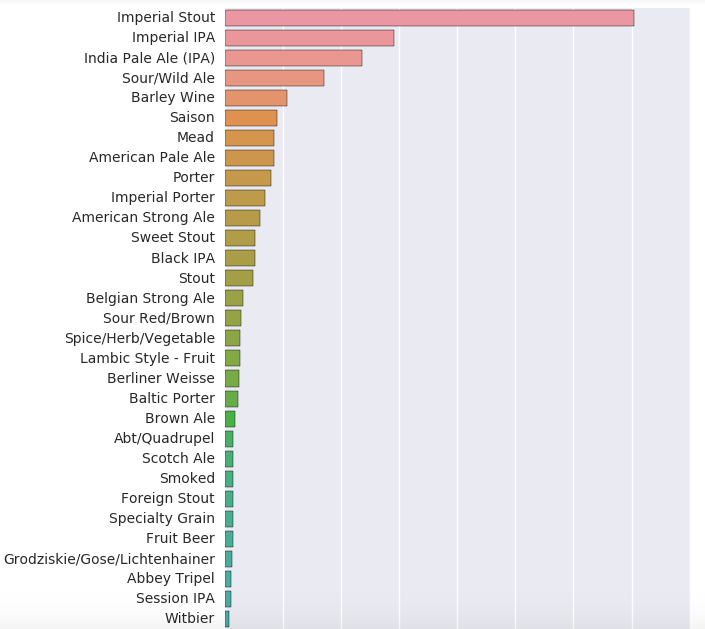 Imperial Stout
Imperial IPA
India Pale Ale (IPA)
Sour/Wild Ale
Barley Wine
Saison
Mead
American Pale Ale
Porter
Imperial Porter
American Strong Ale
Sweet Stout
Black IPA
Stout
Belgian Strong Ale
Sour Red/Brown
Spice/Herb/Vegetable
Lambic Style - Fruit
Berliner Weisse
Baltic Porter
Brown Ale
Abt/Quadrupel
Scotch Ale
Smoked
Foreign Stout
Specialty Grain
Fruit Beer
Grodziskie/Gose/Lichtenhainer
Abbey Tripel
Session IPA
Witbier